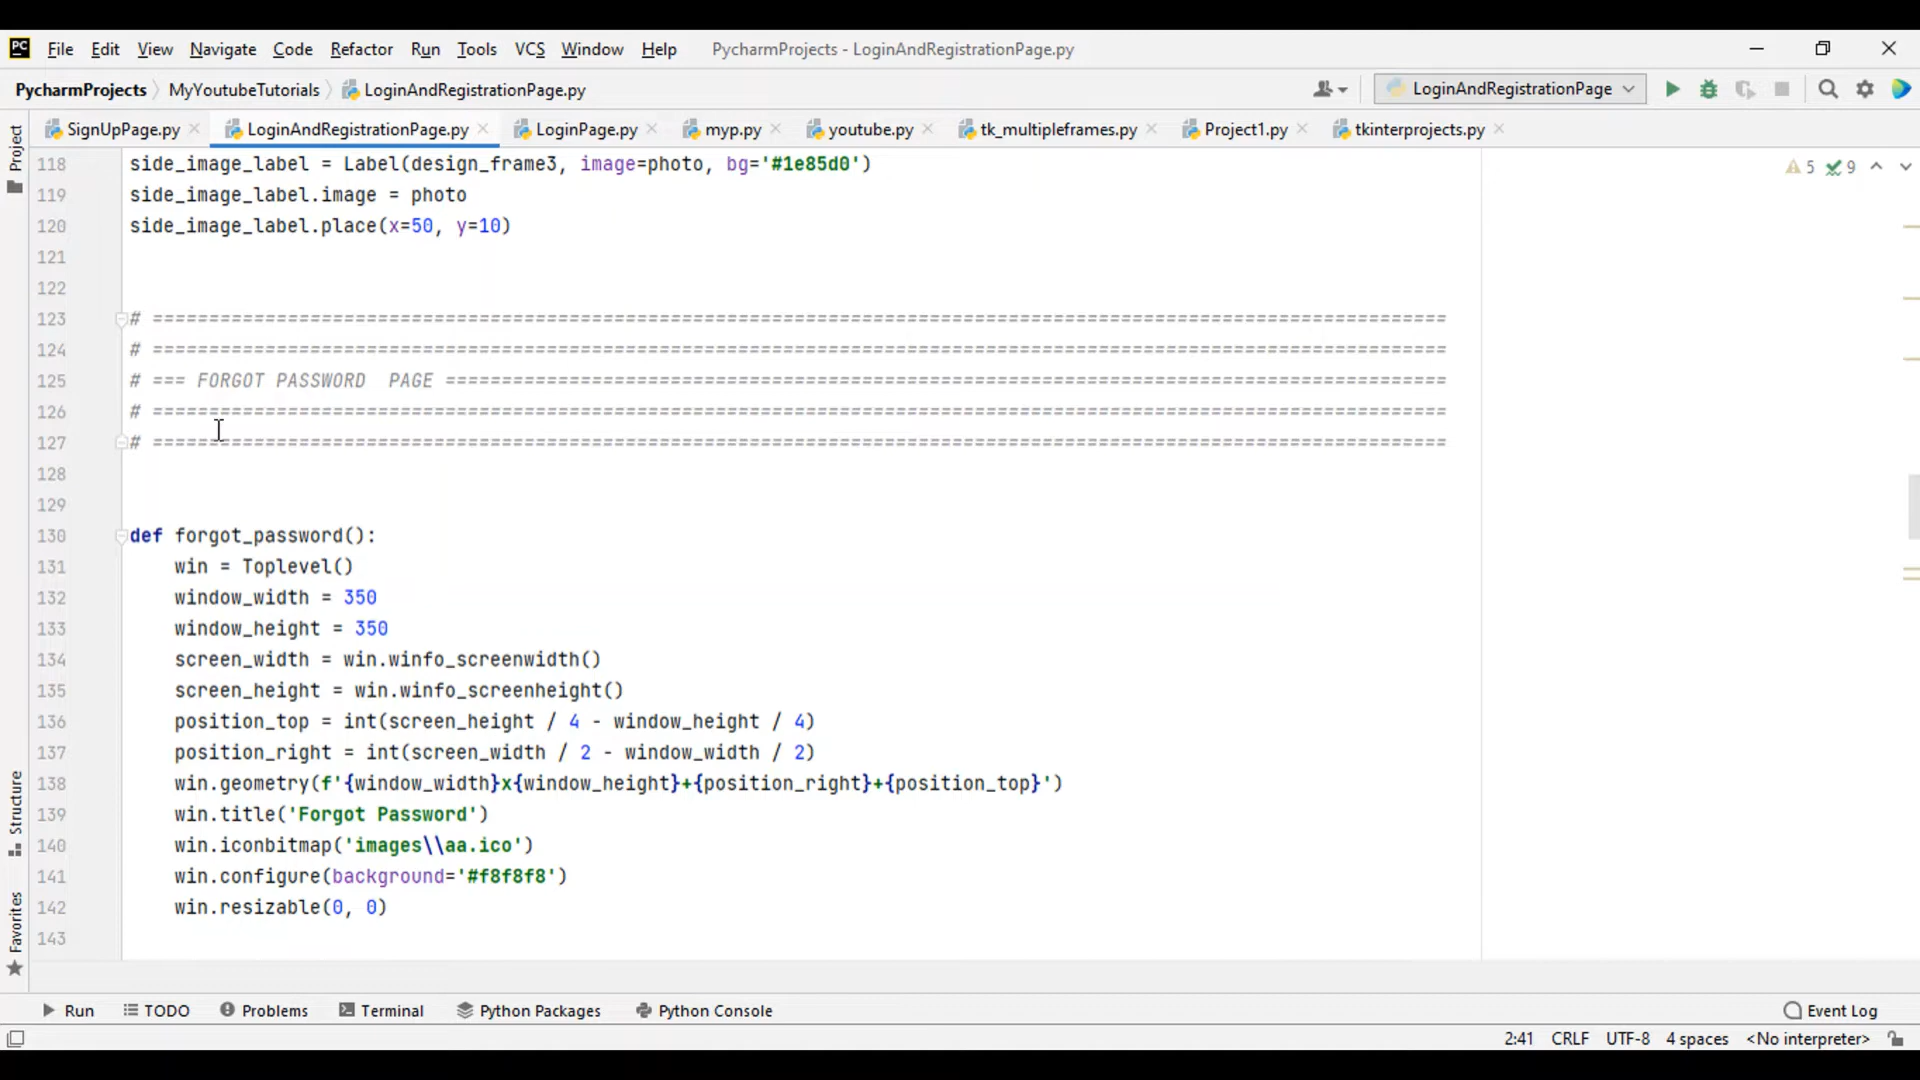 PC File Edit View Navigate Code Refactor Run Tools VCS Window Help PycharmProjects - LoginAndRegistrationPage.py
PycharmProjects MyYoutubeTutorials LoginAndRegistrationPage.py LoginAndRegistrationPage
SignUpPage.py LoginAndRegistrationPage.py LoginPage.py myp.py youtube.py tk_multipleframes.py Project1.py tkinterprojects.py
Project
5 9
118 side_image_label = Label(design_frame3, image=photo, bg='#1e85d0')
119 side_image_label.image = photo
120 side_image_label.place(x=50, y=10)
121
122
123 # ===================================================================================================================
124 # ===================================================================================================================
125 # === FORGOT PASSWORD  PAGE =========================================================================================
126 # ===================================================================================================================
127 # ===================================================================================================================
128
129
130 def forgot_password():
131     win = Toplevel()
132     window_width = 350
133     window_height = 350
134     screen_width = win.winfo_screenwidth()
135     screen_height = win.winfo_screenheight()
136     position_top = int(screen_height / 4 - window_height / 4)
137     position_right = int(screen_width / 2 - window_width / 2)
138     win.geometry(f'{window_width}x{window_height}+{position_right}+{position_top}')
139     win.title('Forgot Password')
140     win.iconbitmap('images\\aa.ico')
141     win.configure(background='#f8f8f8')
142     win.resizable(0, 0)
143
Structure
Favorites
Run TODO Problems Terminal Python Packages Python Console Event Log
2:41 CRLF UTF-8 4 spaces <No interpreter>